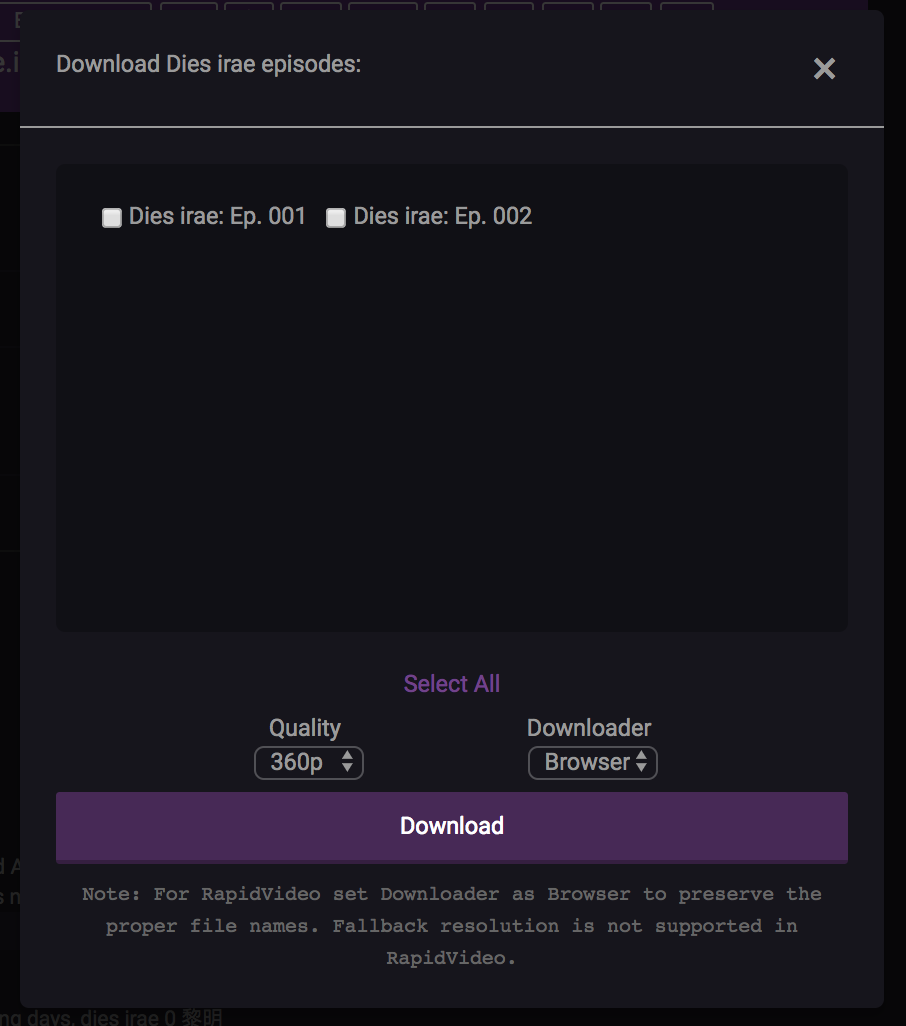 Download Dies irae episodes:
Dies irae: Ep. 001 Dies irae: Ep. 002
Select All
Quality Downloader
360p Browser
Download
Note: For RapidVideo set Downloader as Browser to preserve the
proper file names. Fallback resolution is not supported in
RapidVideo.
ng days, dies irae 0 黎明